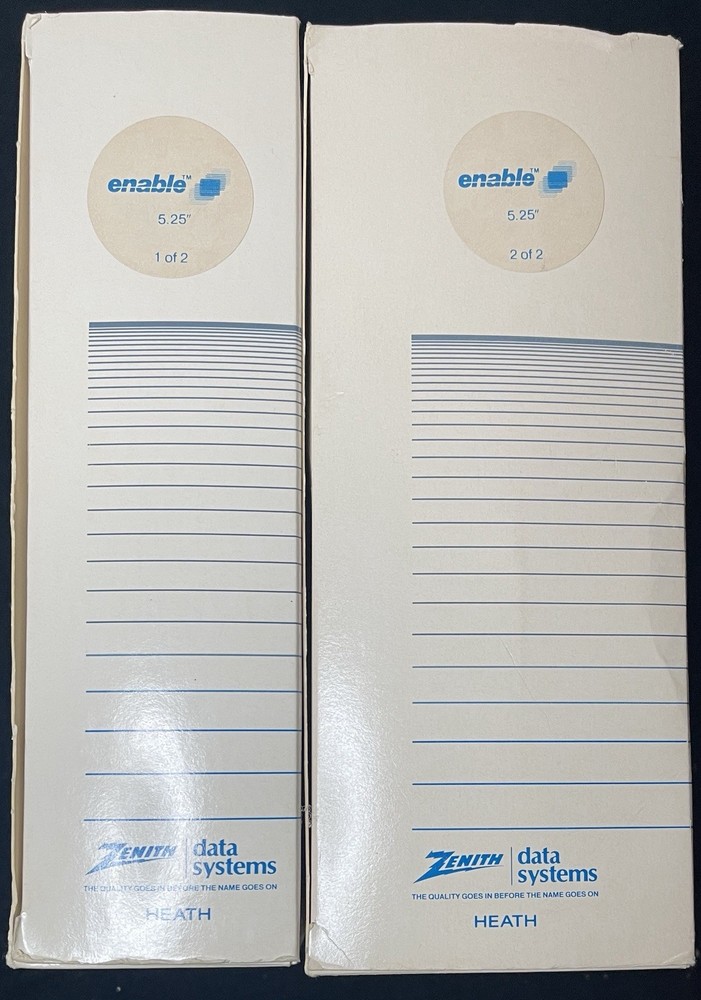 enable™
5.25"
1 of 2
ZENITH data systems
THE QUALITY GOES IN BEFORE THE NAME GOES ON
HEATH
enable™
5.25"
2 of 2
ZENITH data systems
THE QUALITY GOES IN BEFORE THE NAME GOES ON
HEATH